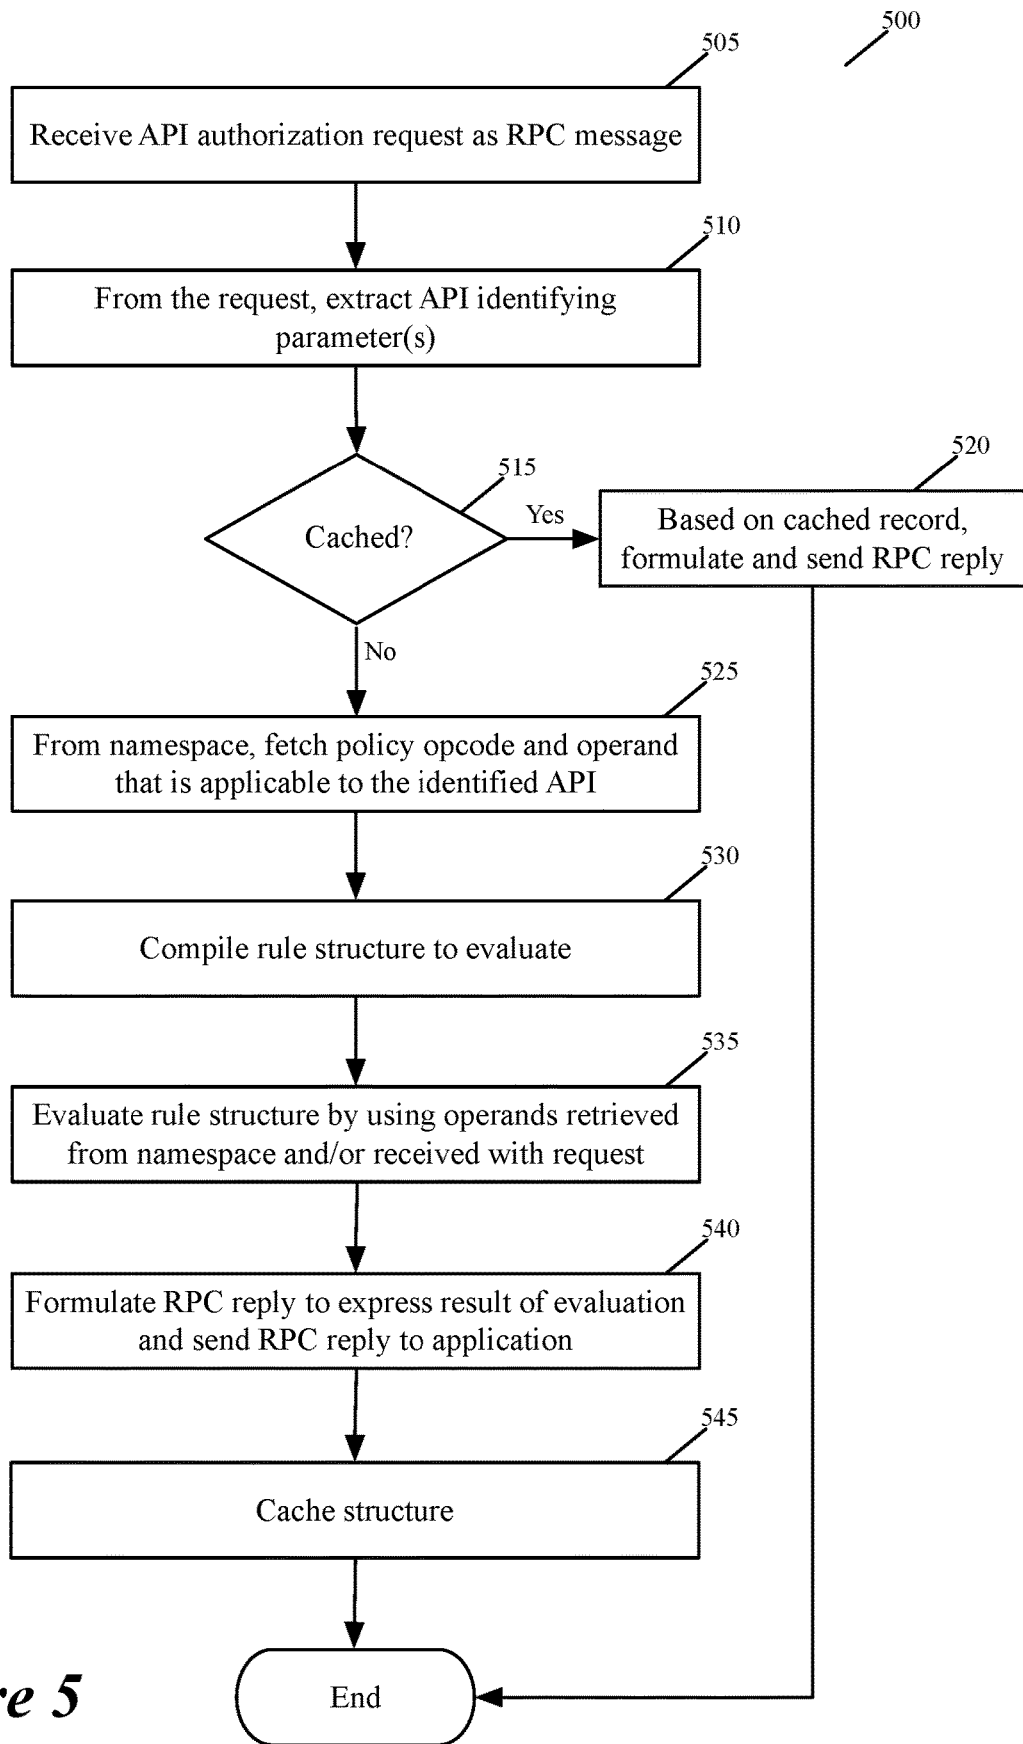 500
505
Receive API authorization request as RPC message
510
From the request, extract API identifying
parameter(s)
515
Cached?
Yes
520
Based on cached record,
formulate and send RPC reply
No
525
From namespace, fetch policy opcode and operand
that is applicable to the identified API
530
Compile rule structure to evaluate
535
Evaluate rule structure by using operands retrieved
from namespace and/or received with request
540
Formulate RPC reply to express result of evaluation
and send RPC reply to application
545
Cache structure
End
re 5